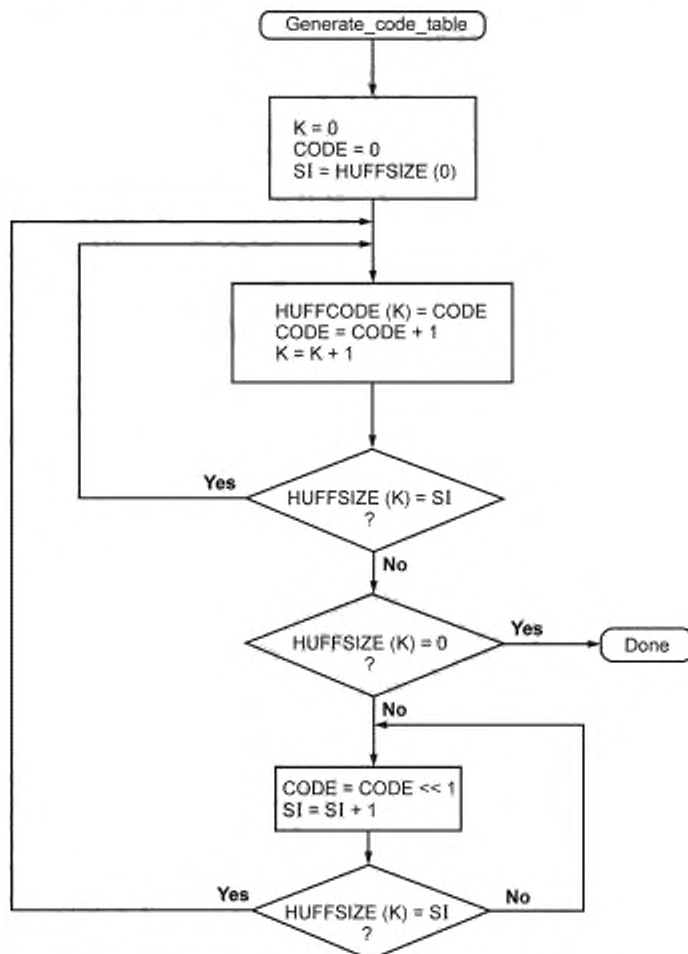 Generate_code_table
K = 0
CODE = 0
SI = HUFFSIZE (0)
HUFFCODE (K) = CODE
CODE = CODE + 1
K = K + 1
Yes
HUFFSIZE (K) = SI
?
No
HUFFSIZE (K) = 0
?
Yes
Done
No
CODE = CODE << 1
SI = SI + 1
Yes
HUFFSIZE (K) = SI
?
No